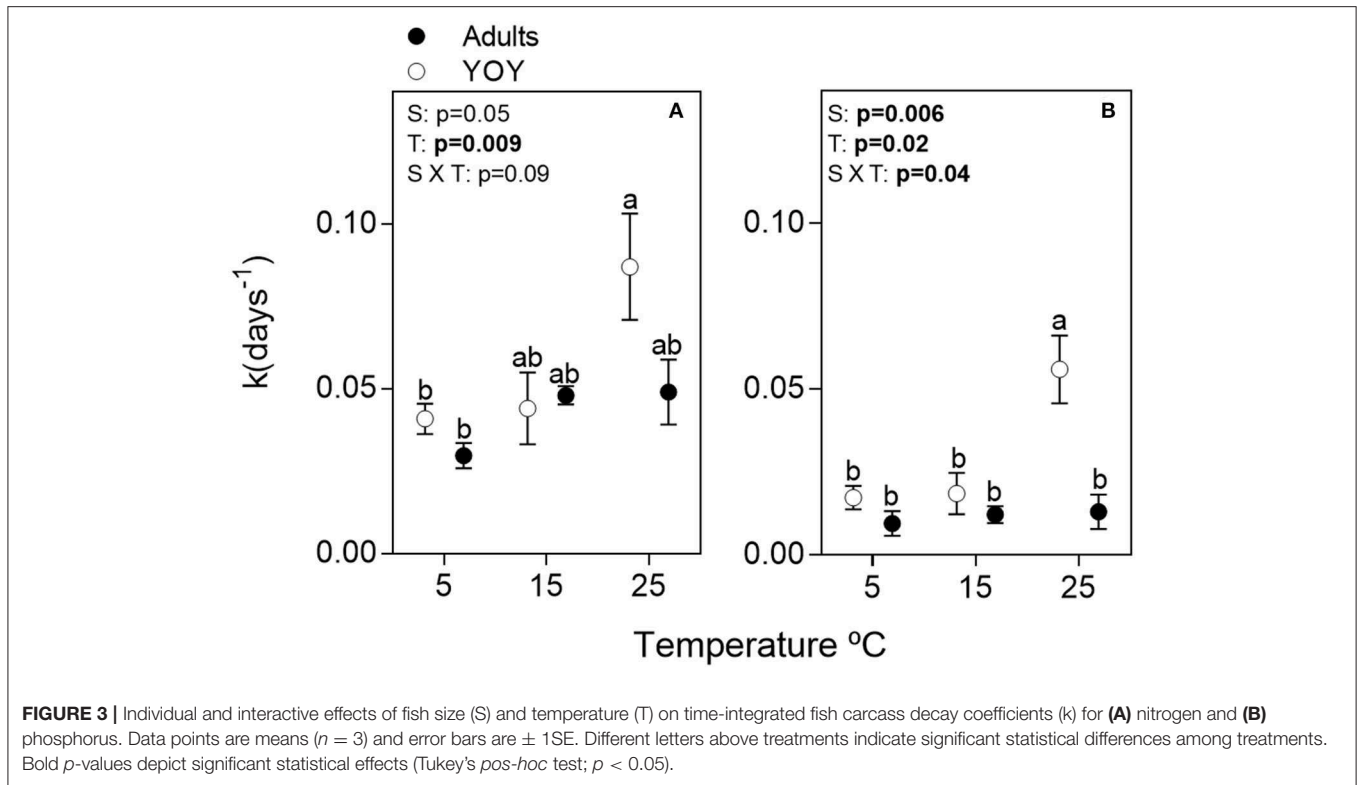 Adults
YOY
S: p=0.05
T: p=0.009
S X T: p=0.09
A
S: p=0.006
T: p=0.02
S X T: p=0.04
B
k(days-1)
0.10
0.05
0.00
b
b
ab
ab
a
ab
5
15
25
0.10
0.05
0.00
b
b
b
b
a
b
5
15
25
Temperature ºC
FIGURE 3 | Individual and interactive effects of fish size (S) and temperature (T) on time-integrated fish carcass decay coefficients (k) for (A) nitrogen and (B)
phosphorus. Data points are means (n = 3) and error bars are ± 1SE. Different letters above treatments indicate significant statistical differences among treatments.
Bold p-values depict significant statistical effects (Tukey's pos-hoc test; p < 0.05).